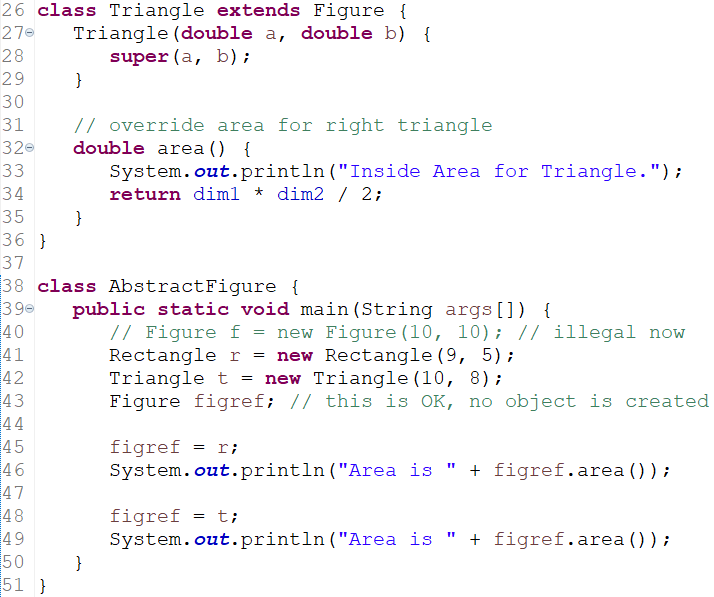 26 class Triangle extends Figure {
27 Triangle(double a, double b) {
28 super(a, b);
29 }
30
31 // override area for right triangle
32 double area() {
33 System.out.println("Inside Area for Triangle.");
34 return dim1 * dim2 / 2;
35 }
36 }
37
38 class AbstractFigure {
39 public static void main(String args[]) {
40 // Figure f = new Figure(10, 10); // illegal now
41 Rectangle r = new Rectangle(9, 5);
42 Triangle t = new Triangle(10, 8);
43 Figure figref; // this is OK, no object is created
44
45 figref = r;
46 System.out.println("Area is " + figref.area());
47
48 figref = t;
49 System.out.println("Area is " + figref.area());
50 }
51 }